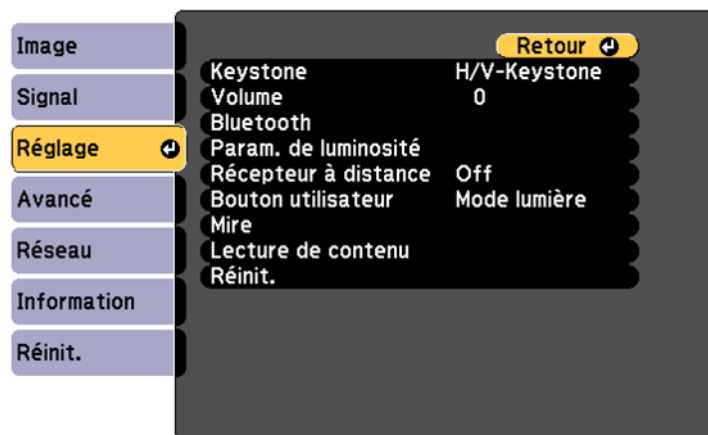 Image
Signal
Réglage
Avancé
Réseau
Information
Réinit.
Retour
Keystone H/V-Keystone
Volume 0
Bluetooth
Param. de luminosité
Récepteur à distance Off
Bouton utilisateur Mode lumière
Mire
Lecture de contenu
Réinit.